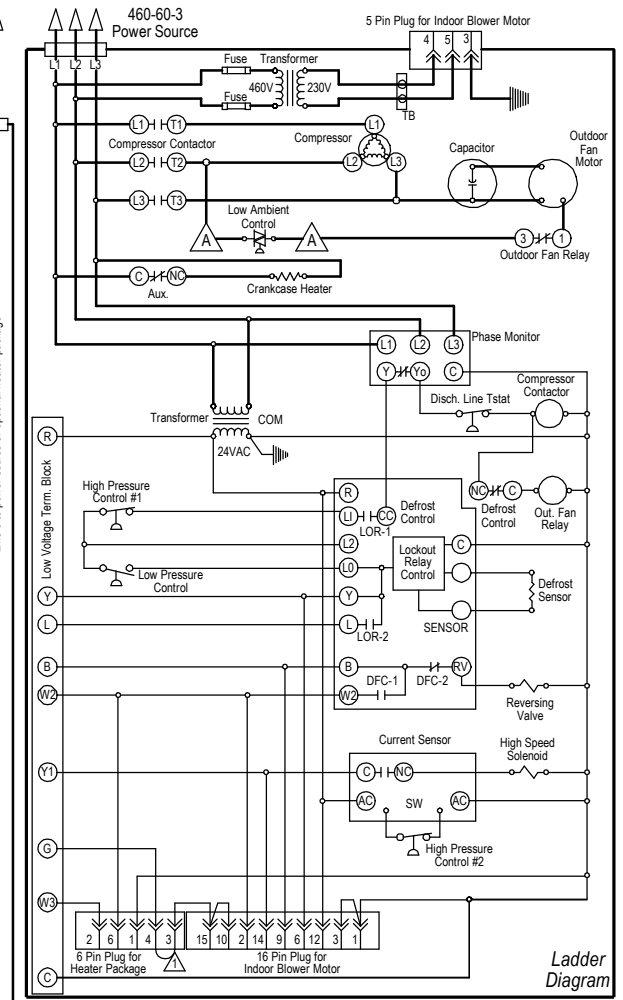 460-60-3
Power Source
5 Pin Plug for Indoor Blower Motor
4 5 3
L1 L2 L3
Fuse Transformer
460V 230V
Fuse
TB
L1 T1 L1
Compressor Contactor
Compressor
Capacitor
Outdoor
Fan
Motor
L2 T2 L2 L3
L3 T3
Low Ambient
Control
A A
3 1
Outdoor Fan Relay
C NC
Aux.
Crankcase Heater
L1 L2 L3 Phase Monitor
Y Yo C
Compressor
Contactor
Disch. Line Tstat
Transformer COM
24VAC
Low Voltage Term. Block
R
High Pressure
Control #1
R
LI CC Defrost
Control
LOR-1
NC C
Defrost
Control
Out. Fan
Relay
L2
Lockout
Relay
Control
C
L0
Low Pressure
Control
Defrost
Sensor
Y Y
L L
LOR-2
SENSOR
B B RV
DFC-1 DFC-2
W2 W2
Reversing
Valve
Current Sensor
High Speed
Solenoid
Y1 C NC
AC SW AC
High Pressure
Control #2
G
W3
2 6 1 4 3 15 10 2 14 9 6 12 3 1
1
6 Pin Plug for
Heater Package
16 Pin Plug for
Indoor Blower Motor
C
Ladder
Diagram